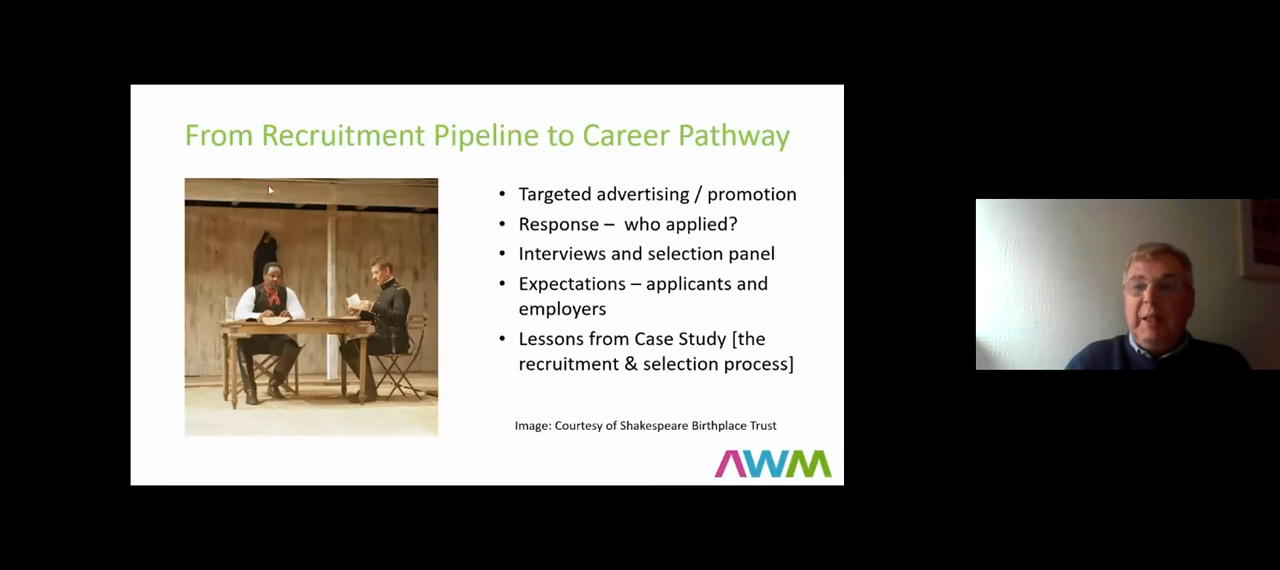 From Recruitment Pipeline to Career Pathway
• Targeted advertising / promotion
• Response – who applied?
• Interviews and selection panel
• Expectations – applicants and
employers
• Lessons from Case Study [the
recruitment & selection process]
Image: Courtesy of Shakespeare Birthplace Trust
AWM